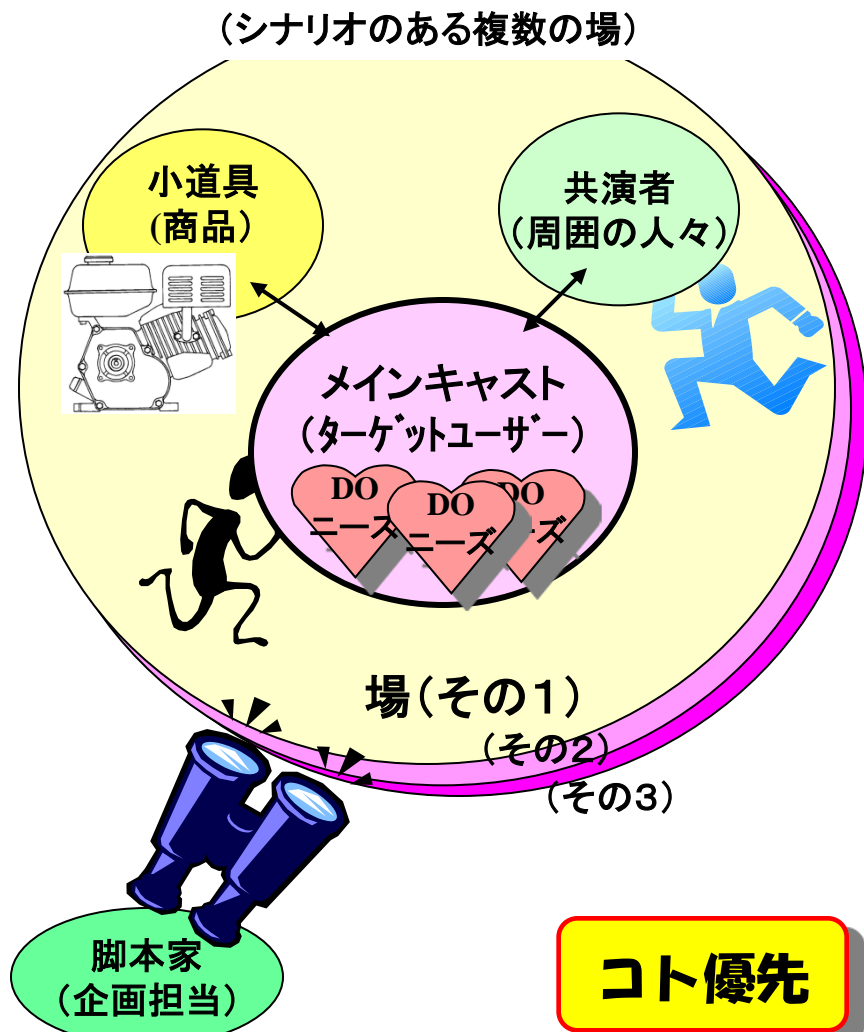 （シナリオのある複数の場）
小道具
(商品）
共演者
（周囲の人々）
メインキャスト
（ﾀｰｹﾞｯﾄユｰｻﾞｰ）
DO
ニーズ
DO
ニーズ
DO
ーズ
場（その１）
（その２）
（その３）
脚本家
（企画担当）
コト優先